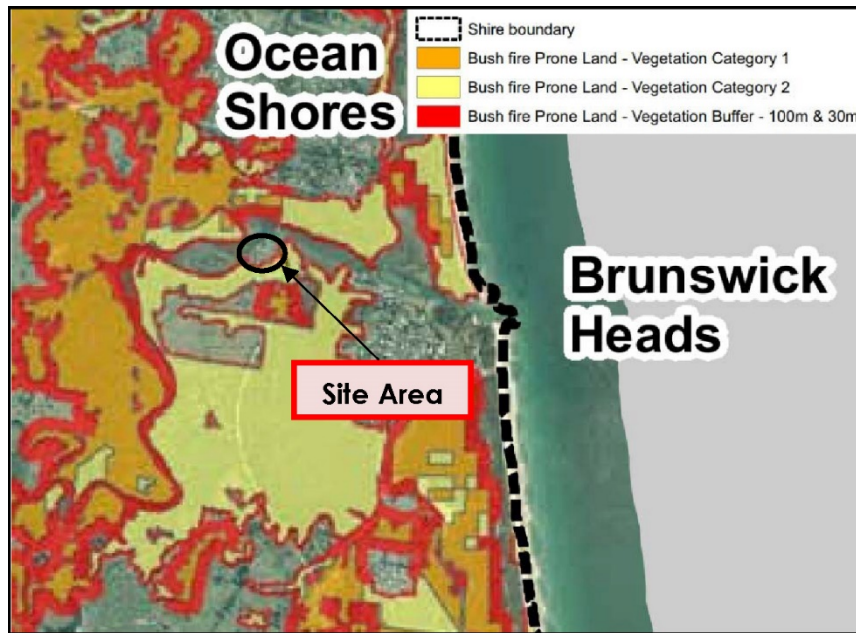 Ocean
Shores
Shire boundary
Bush fire Prone Land - Vegetation Category 1
Bush fire Prone Land - Vegetation Category 2
Bush fire Prone Land - Vegetation Buffer - 100m & 30m
Brunswick
Heads
Site Area